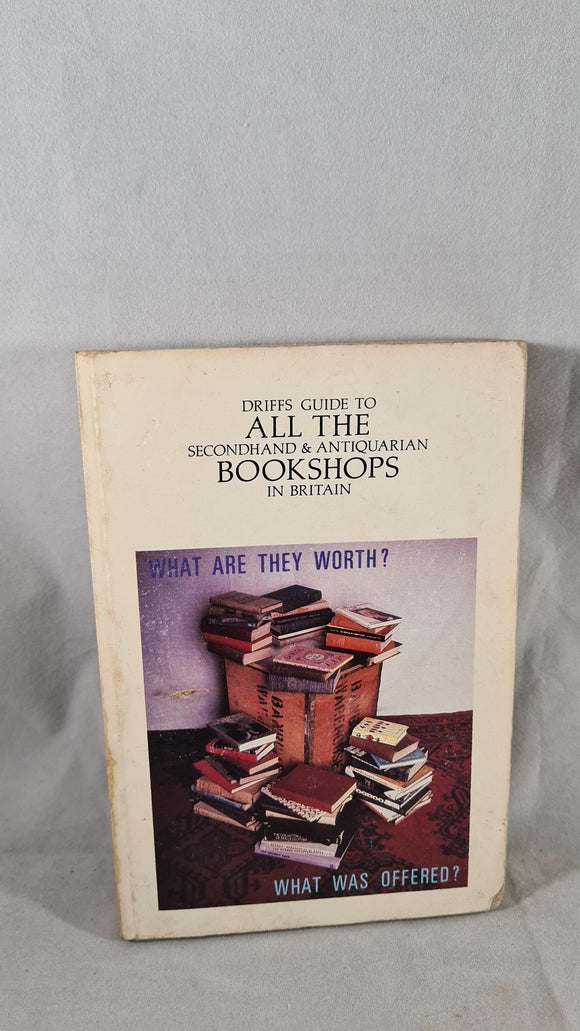 DRIFFS GUIDE TO
ALL THE
SECONDHAND & ANTIQUARIAN
BOOKSHOPS
IN BRITAIN
WHAT ARE THEY WORTH?
WHAT WAS OFFERED?